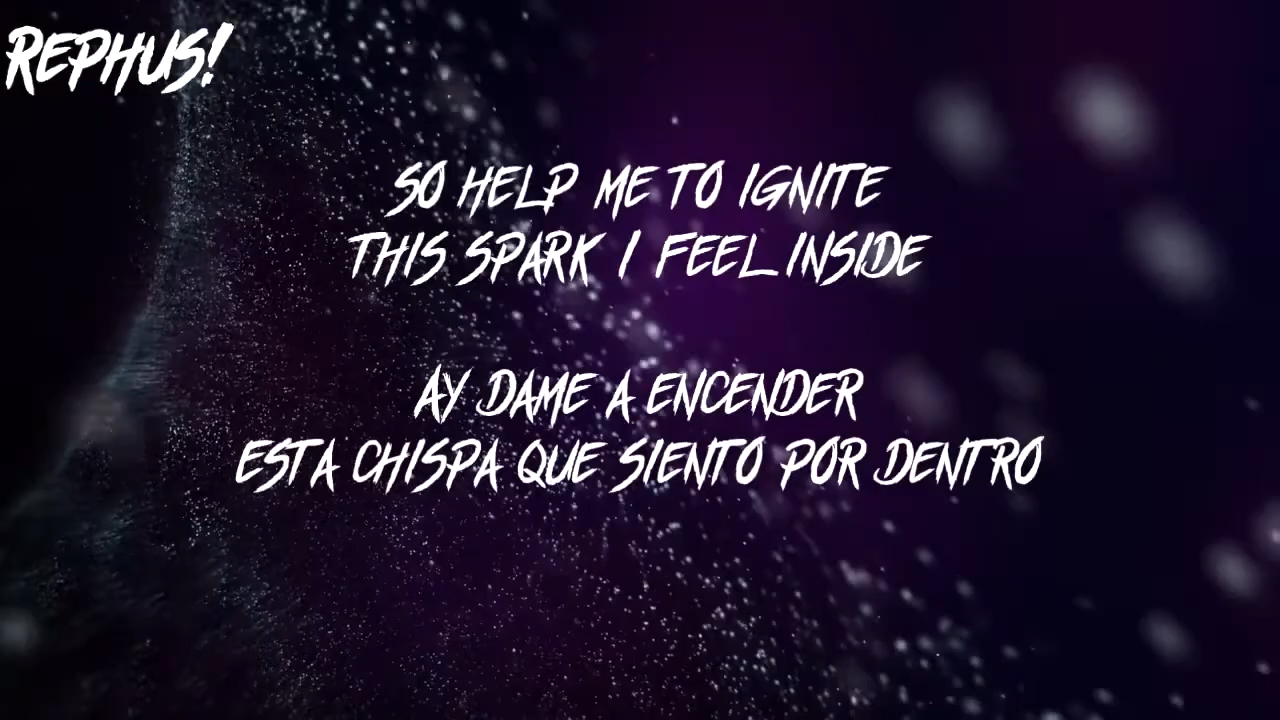 REPHUS!
SO HELP ME TO IGNITE
THIS SPARK I FEEL INSIDE
AY DAME A ENCENDER
ESTA CHISPA QUE SIENTO POR DENTRO